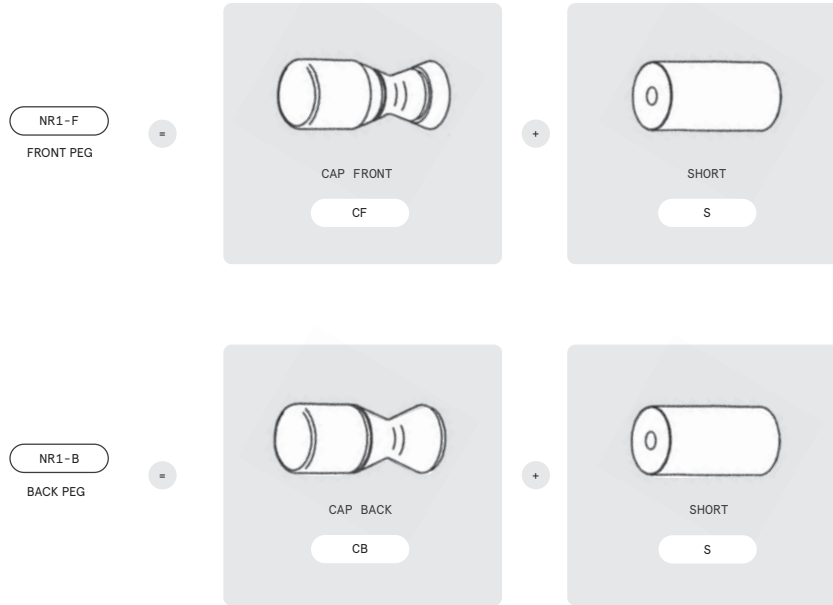 NR1-F
FRONT PEG
=
CAP FRONT
CF
+
SHORT
S
NR1-B
BACK PEG
=
CAP BACK
CB
+
SHORT
S